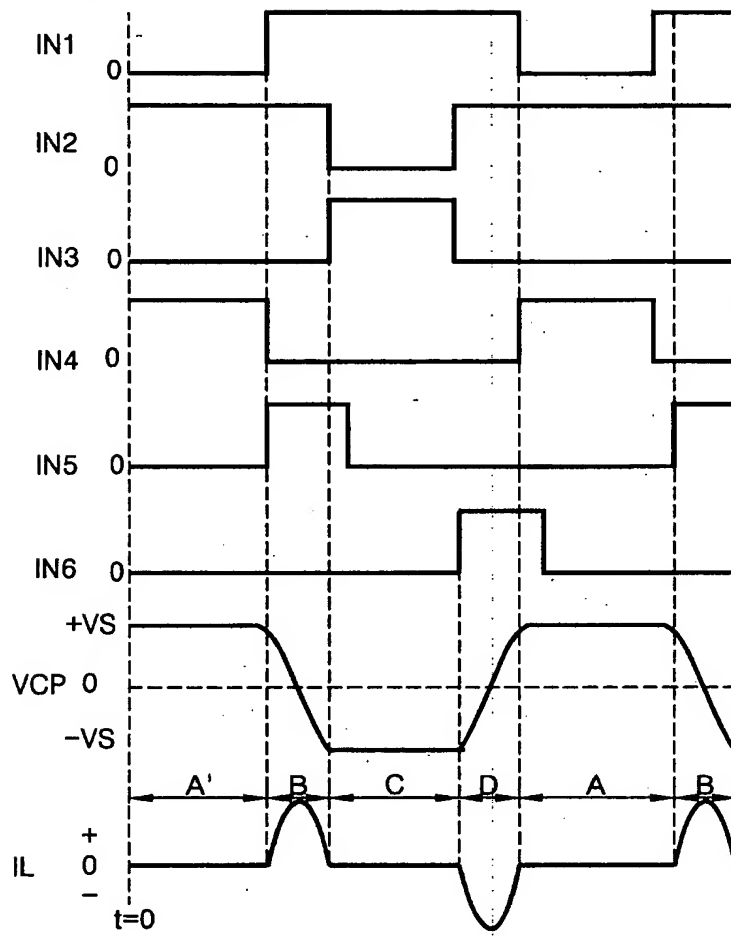 IN1
0
IN2
0
IN3 0
IN4 0
IN5 0
IN6 0
+VS
VCP 0
−VS
A' B C D A B
+
IL 0
−
t=0